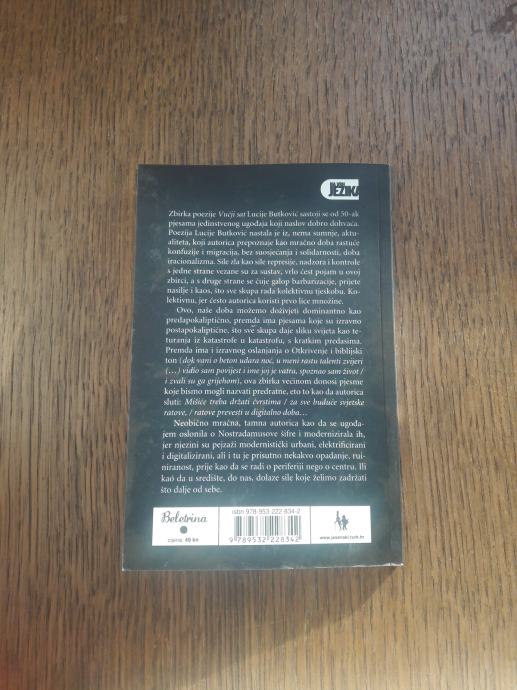 JEZIKA
Zbirka poezije Vučji sat Lucije Butković sastoji se od 50-ak
pjesama jedinstvenog ugođaja koji naslov dobro dohvaća.
Poezija Lucije Butković nastala je iz, nema sumnje, aktu-
aliteta, koji autorica prepoznaje kao mračno doba rastuće
konfuzije i migracija, bez suosjećanja i solidarnosti, doba
iracionalizma. Sile zla kao sile represije, nadzora i kontrole
s jedne strane vezane su za sustav, vrlo čest pojam u ovoj
zbirci, a s druge strane se čuje galop barbarizacije, prijete
nasilje i kaos, što sve skupa rađa kolektivnu tjeskobu. Ko-
lektivnu, jer često autorica koristi prvo lice množine.
Ovo, naše doba možemo doživjeti dominantno kao
predapokaliptično, premda ima pjesama koje su izravno
postapokaliptične, što sve skupa daje sliku svijeta kao te-
turanja iz katastrofe u katastrofu, s kratkim predasima.
Premda ima i izravnog oslanjanja o Otkrivenje i biblijski
ton (dok vani o beton udara noć, u meni rastu talenti zvijeri
(...) vidio sam povijest i ime joj je vatra, spoznao sam život /
i zvali su ga grijehom), ova zbirka većinom donosi pjesme
koje bismo mogli nazvati predratne, eto to kao da autorica
sluti: Mišiće treba držati čvrstima / za sve buduće svjetske
ratove, / ratove prevesti u digitalno doba...
Neobično mračna, tamna autorica kao da se ugođa-
jem oslonila o Nostradamusove šifre i modernizirala ih,
jer njezini su pejzaži modernistički urbani, elektrificirani
i digitalizirani, ali i tu je prisutno nekakvo opadanje, rui-
niranost, prije kao da se radi o periferiji nego o centru. Ili
kao da u središte, do nas, dolaze sile koje želimo zadržati
što dalje od sebe.
Beletrina
cijena: 49 kn
isbn 978-953-222-834-2
9 789532 228342
www.jesenski-turk.hr